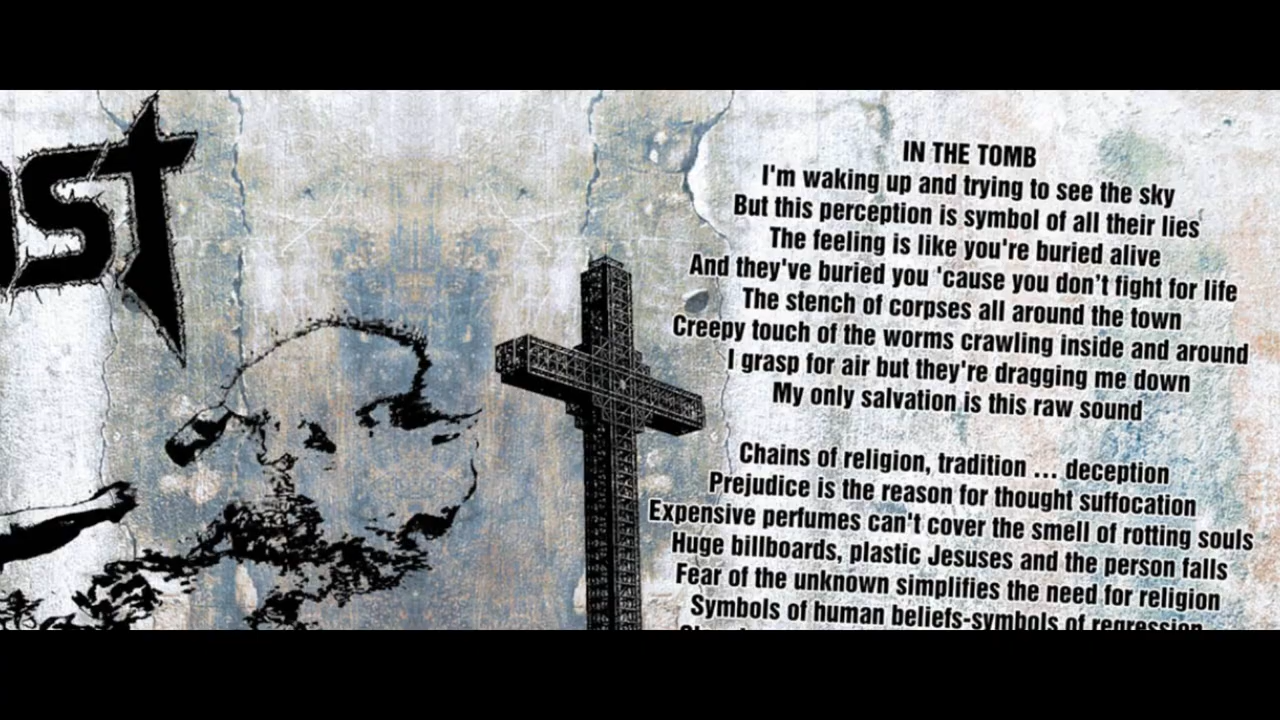 ST
IN THE TOMB
I'm waking up and trying to see the sky
But this perception is symbol of all their lies
The feeling is like you're buried alive
And they've buried you 'cause you don't fight for life
The stench of corpses all around the town
Creepy touch of the worms crawling inside and around
I grasp for air but they're dragging me down
My only salvation is this raw sound
Chains of religion, tradition ... deception
Prejudice is the reason for thought suffocation
Expensive perfumes can't cover the smell of rotting souls
Huge billboards, plastic Jesuses and the person falls
Fear of the unknown simplifies the need for religion
Symbols of human beliefs-symbols of regression